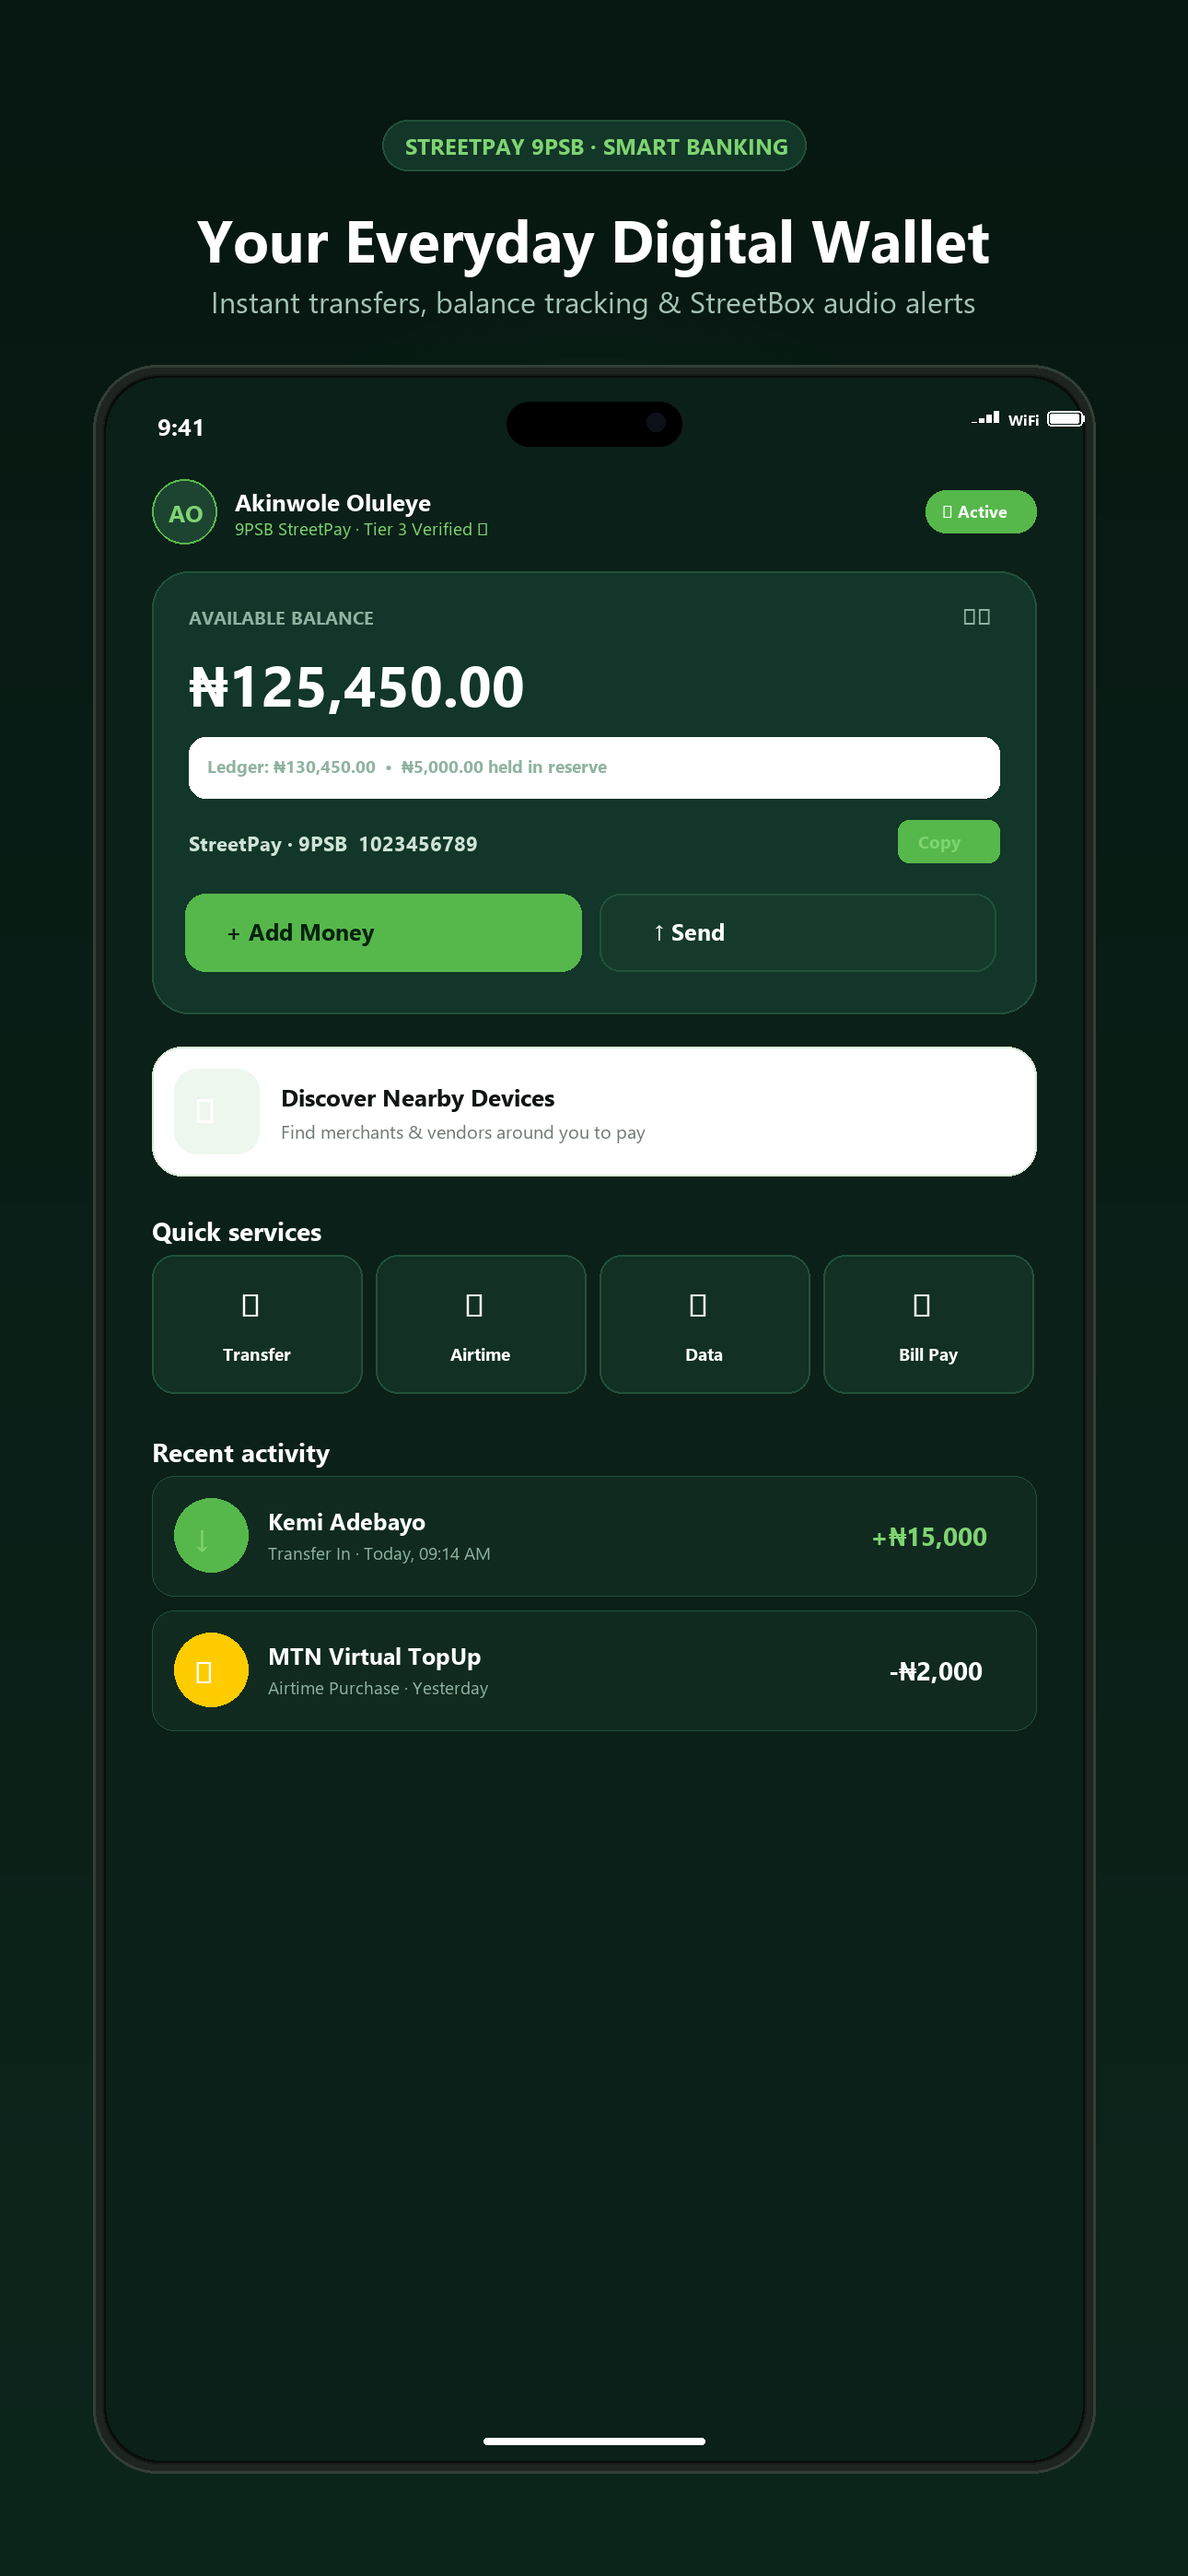 STREETPAY 9PSB · SMART BANKING
Your Everyday Digital Wallet
Instant transfers, balance tracking & StreetBox audio alerts
9:41
WiFi
AO
Akinwole Oluleye
9PSB StreetPay · Tier 3 Verified
Active
AVAILABLE BALANCE
₦125,450.00
Ledger: ₦130,450.00 • ₦5,000.00 held in reserve
StreetPay · 9PSB 1023456789
Copy
+ Add Money
↑ Send
Discover Nearby Devices
Find merchants & vendors around you to pay
Quick services
Transfer
Airtime
Data
Bill Pay
Recent activity
↓
Kemi Adebayo
Transfer In · Today, 09:14 AM
+₦15,000
MTN Virtual TopUp
Airtime Purchase · Yesterday
-₦2,000